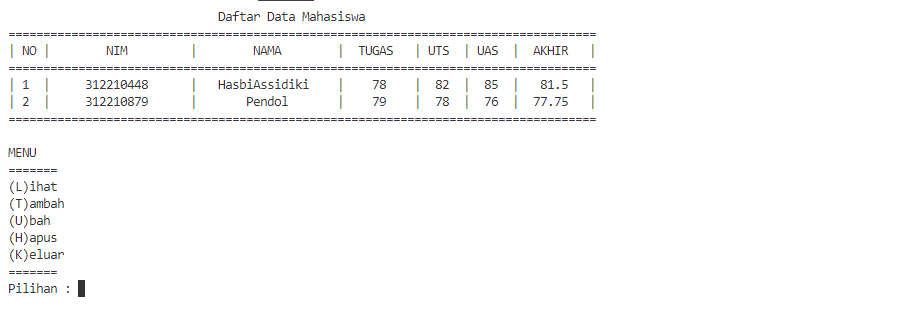 Daftar Data Mahasiswa
====================================================================================
| NO |        NIM         |        NAMA        |  TUGAS   | UTS  | UAS  |  AKHIR   |
====================================================================================
| 1  |     312210448      |   HasbiAssidiki    |    78    |  82  |  85  |   81.5   |
| 2  |     312210879      |       Pendol       |    79    |  78  |  76  |  77.75   |
====================================================================================
MENU
=======
(L)ihat
(T)ambah
(U)bah
(H)apus
(K)eluar
=======
Pilihan :